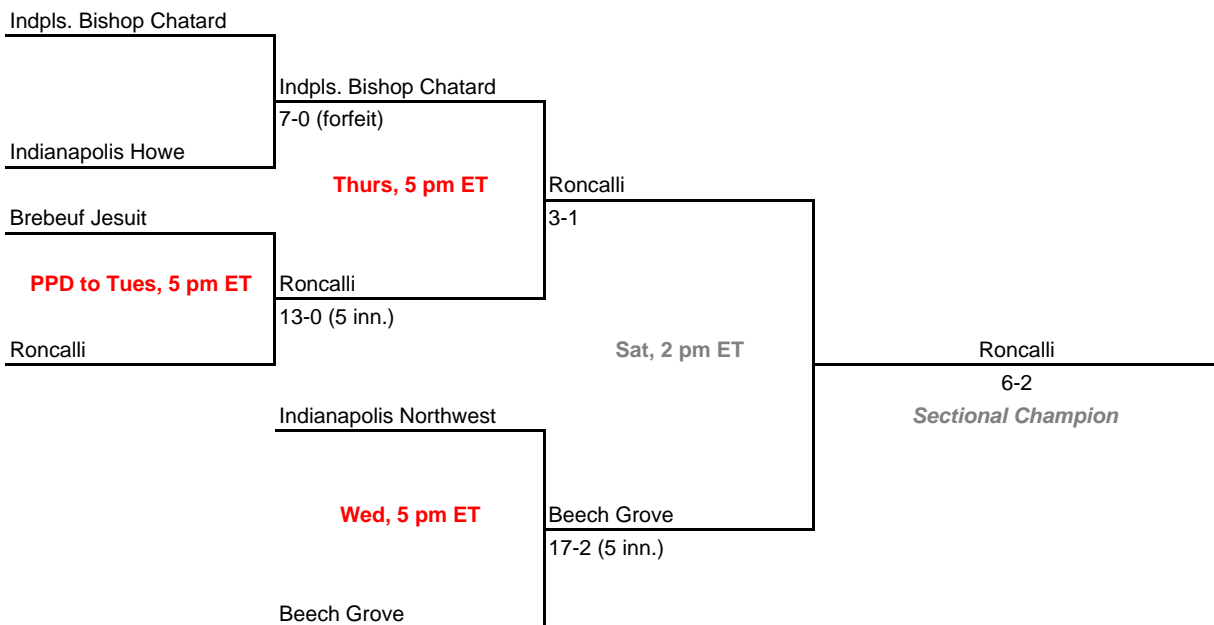 Indpls. Bishop Chatard
Indpls. Bishop Chatard
7-0 (forfeit)
Indianapolis Howe
Thurs, 5 pm ET
Roncalli
Brebeuf Jesuit
3-1
PPD to Tues, 5 pm ET
Roncalli
13-0 (5 inn.)
Roncalli
Sat, 2 pm ET
Roncalli
6-2
Indianapolis Northwest
Sectional Champion
Wed, 5 pm ET
Beech Grove
17-2 (5 inn.)
Beech Grove